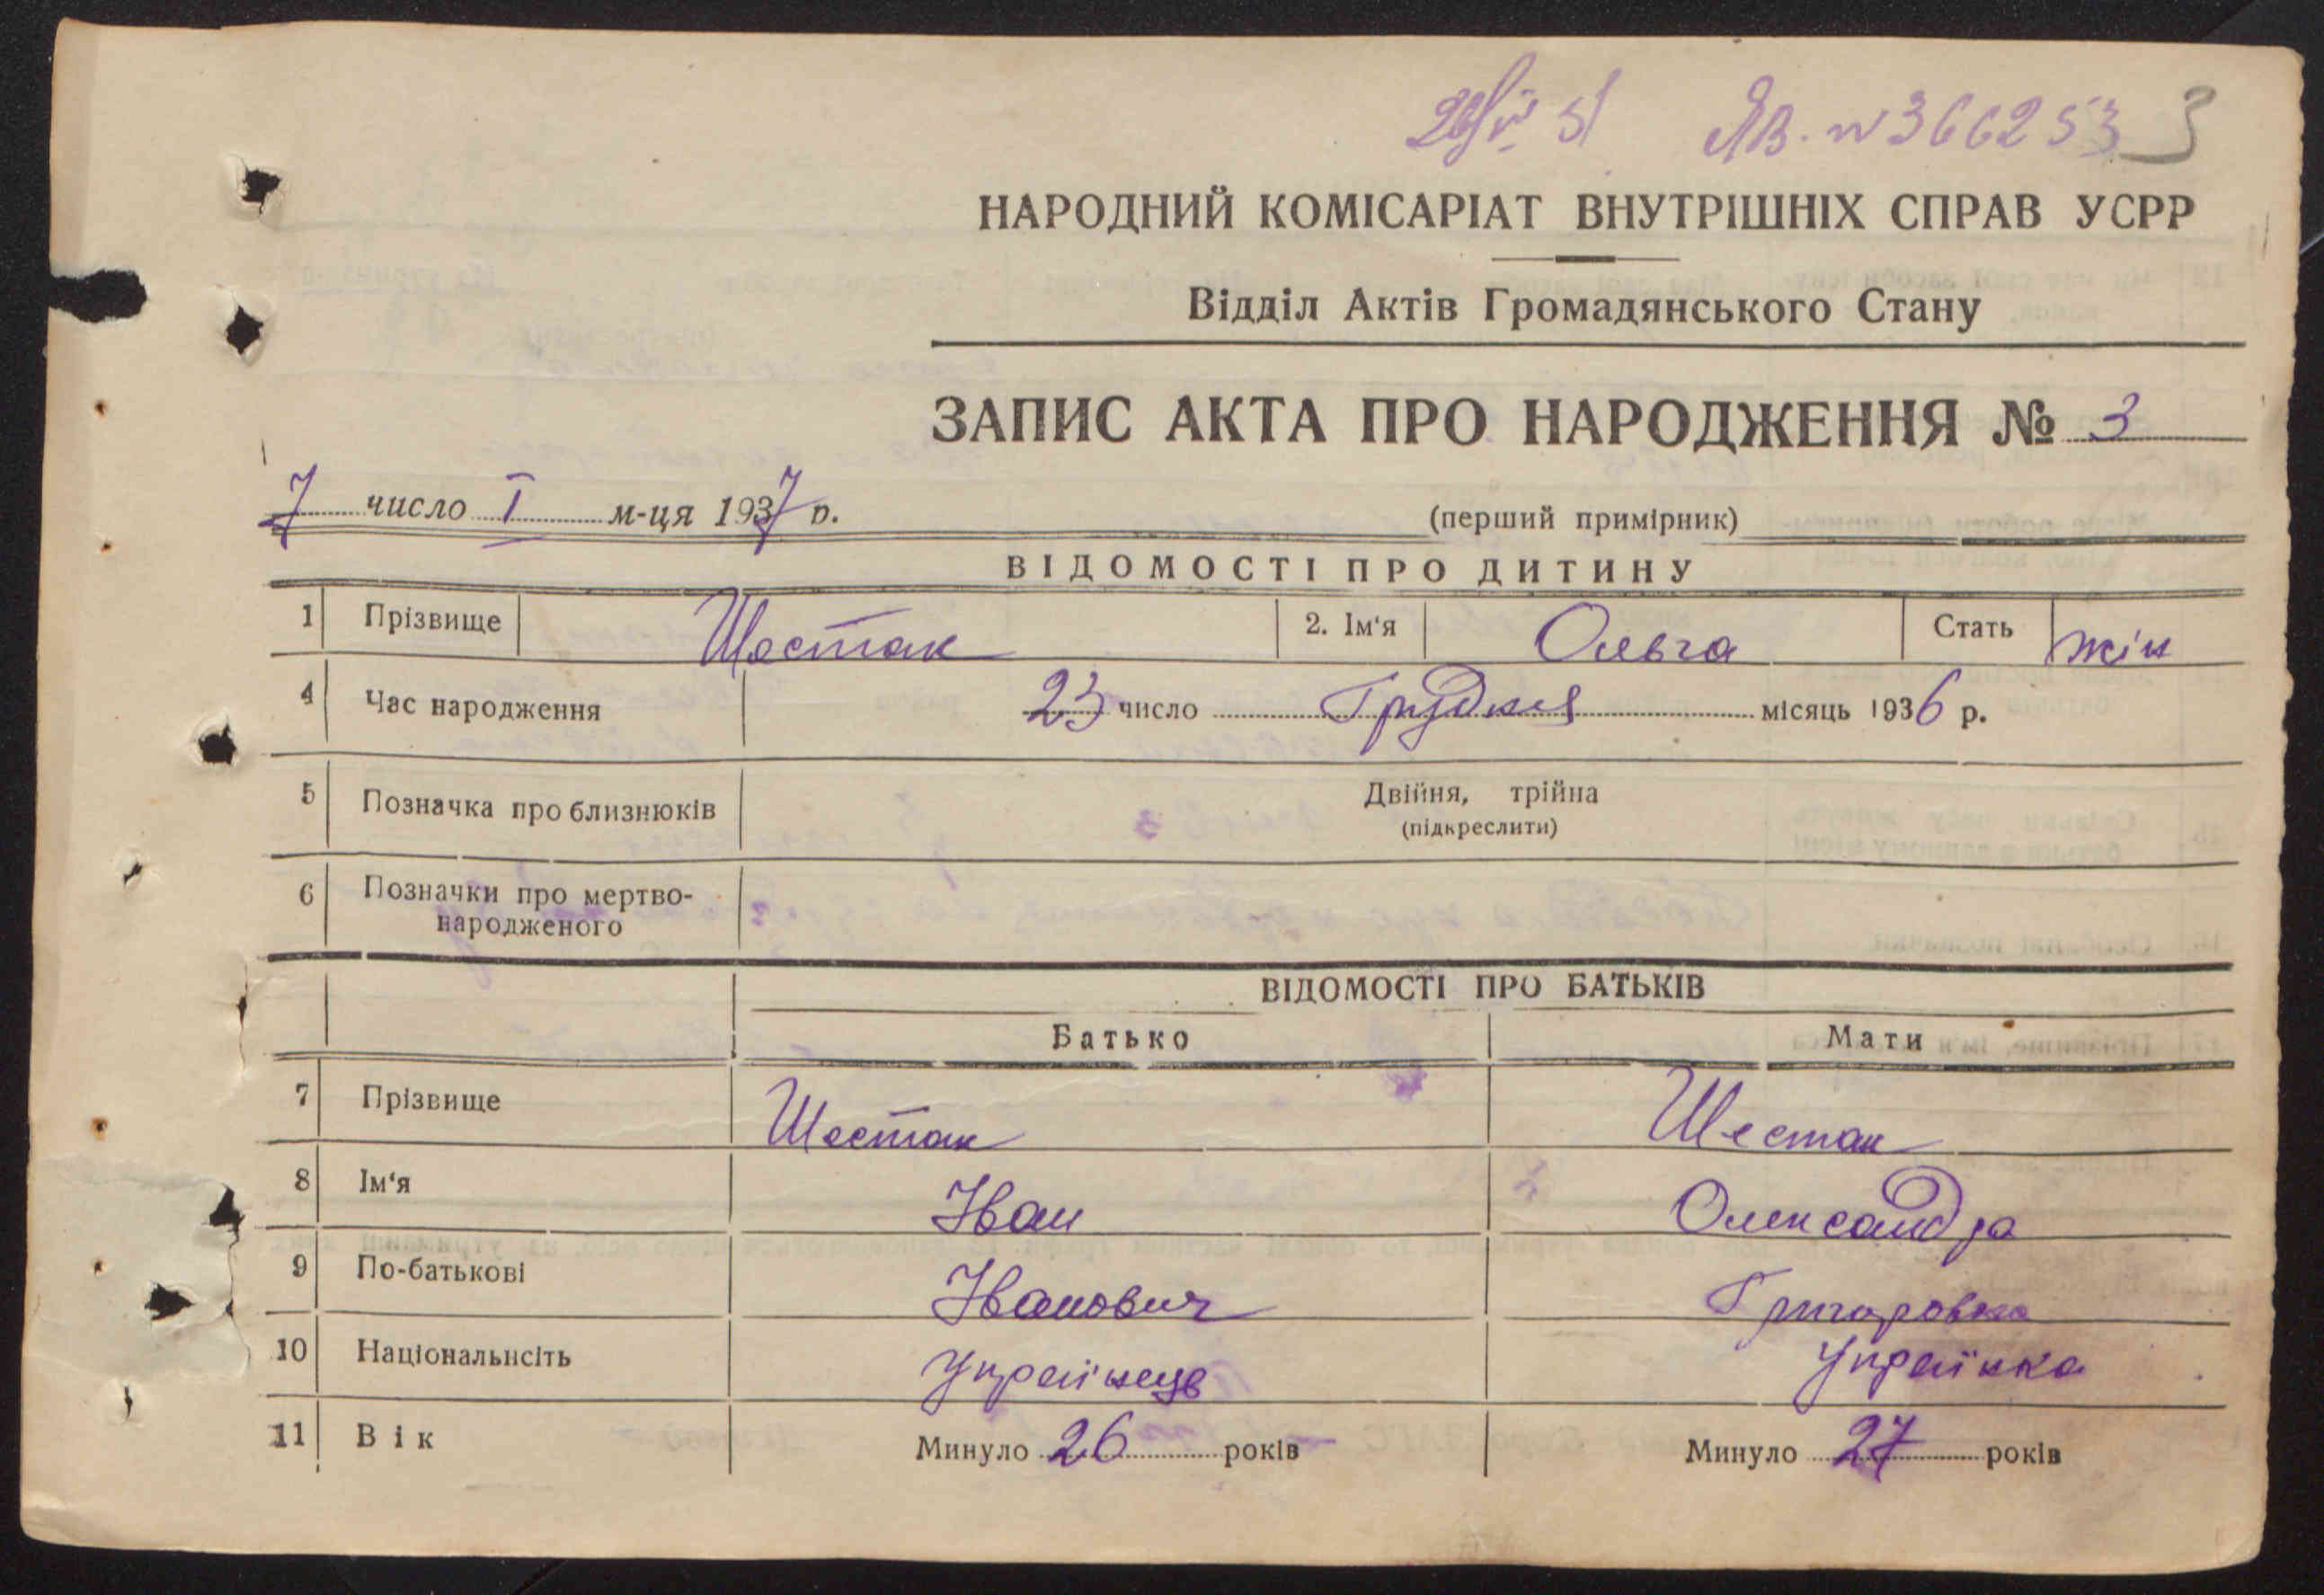 ЯВ. № 366253 3
НАРОДНИЙ КОМІСАРІАТ ВНУТРІШНІХ СПРАВ УСРР
Відділ Актів Громадянського Стану
ЗАПИС АКТА ПРО НАРОДЖЕННЯ № 3
7 число I м-ця 1937 р. (перший примірник)
ВІДОМОСТІ ПРО ДИТИНУ
1 Прізвище Шестак 2. Ім'я Ольга Стать жін
4 Час народження 23 число Грудня місяць 1936 р.
5 Позначка про близнюків Двійня, трійна
(підкреслити)
6 Позначки про мертво-
народженого
ВІДОМОСТІ ПРО БАТЬКІВ
Батько Мати
7 Прізвище Шестак Шестак
8 Ім'я Іван Олександра
9 По-батькові Іванович Григоровна
10 Національнсіть Українець Українка
11 Вік Минуло 26 років Минуло 27 років